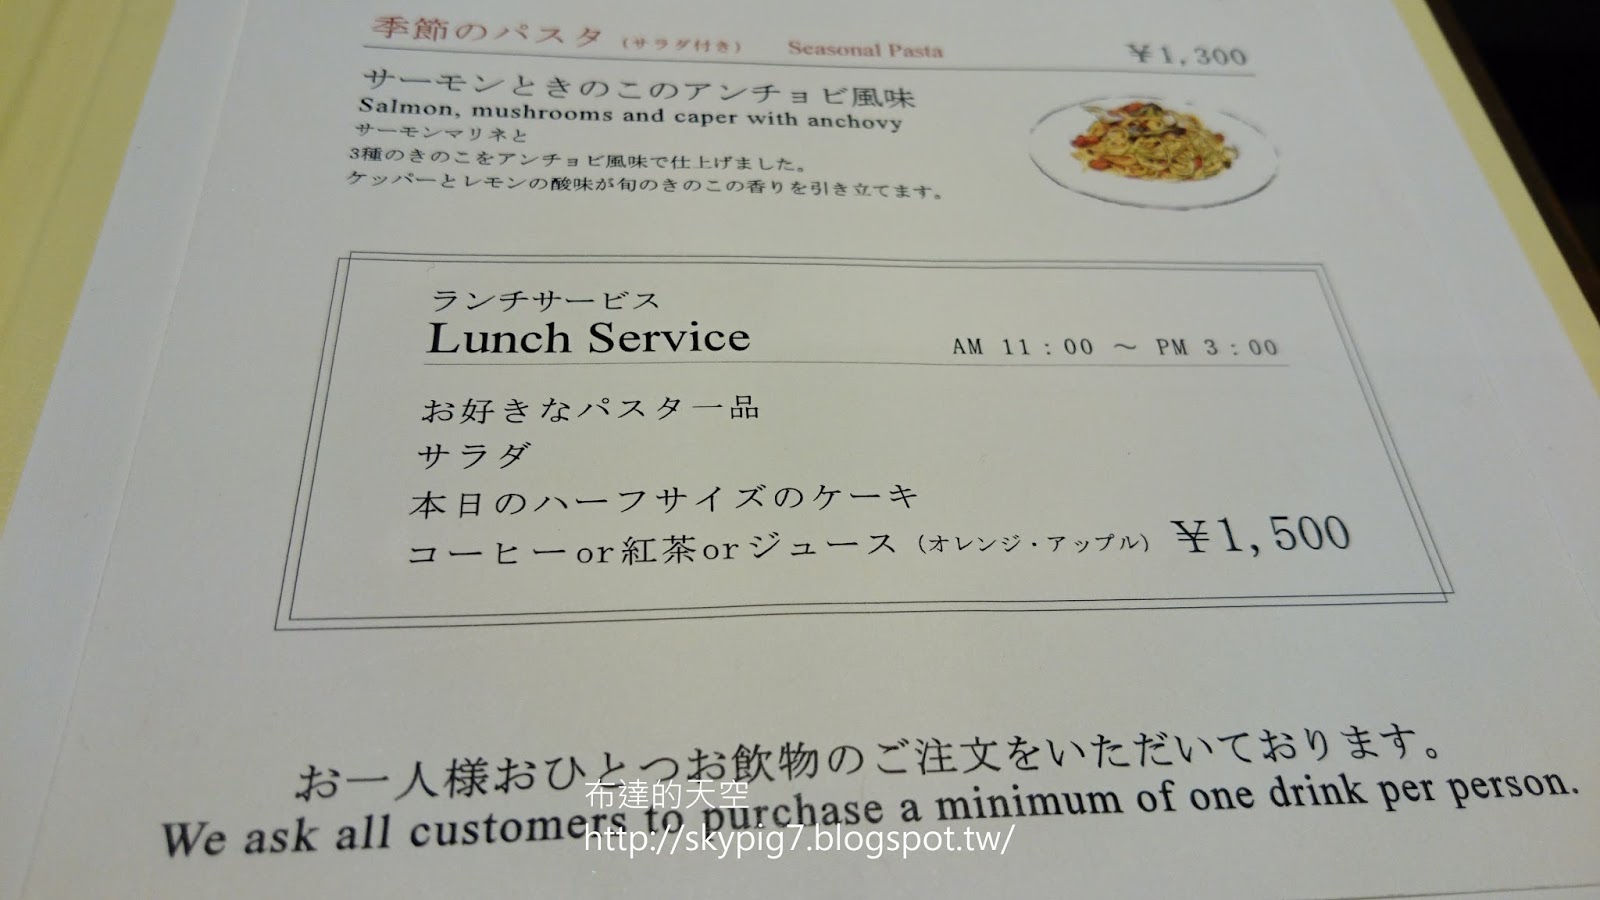 季節のパスタ（サラダ付き） Seasonal Pasta ￥1,300
サーモンときのこのアンチョビ風味
Salmon, mushrooms and caper with anchovy
サーモンマリネと
3種のきのこをアンチョビ風味で仕上げました。
ケッパーとレモンの酸味が旬のきのこの香りを引き立てます。
ランチサービス
Lunch Service AM 11：00 ～ PM 3：00
お好きなパスタ一品
サラダ
本日のハーフサイズのケーキ
コーヒーor紅茶orジュース（オレンジ・アップル） ￥1,500
お一人様おひとつお飲物のご注文をいただいております。
We ask all customers to purchase a minimum of one drink per person.
布達的天空
http://skypig7.blogspot.tw/